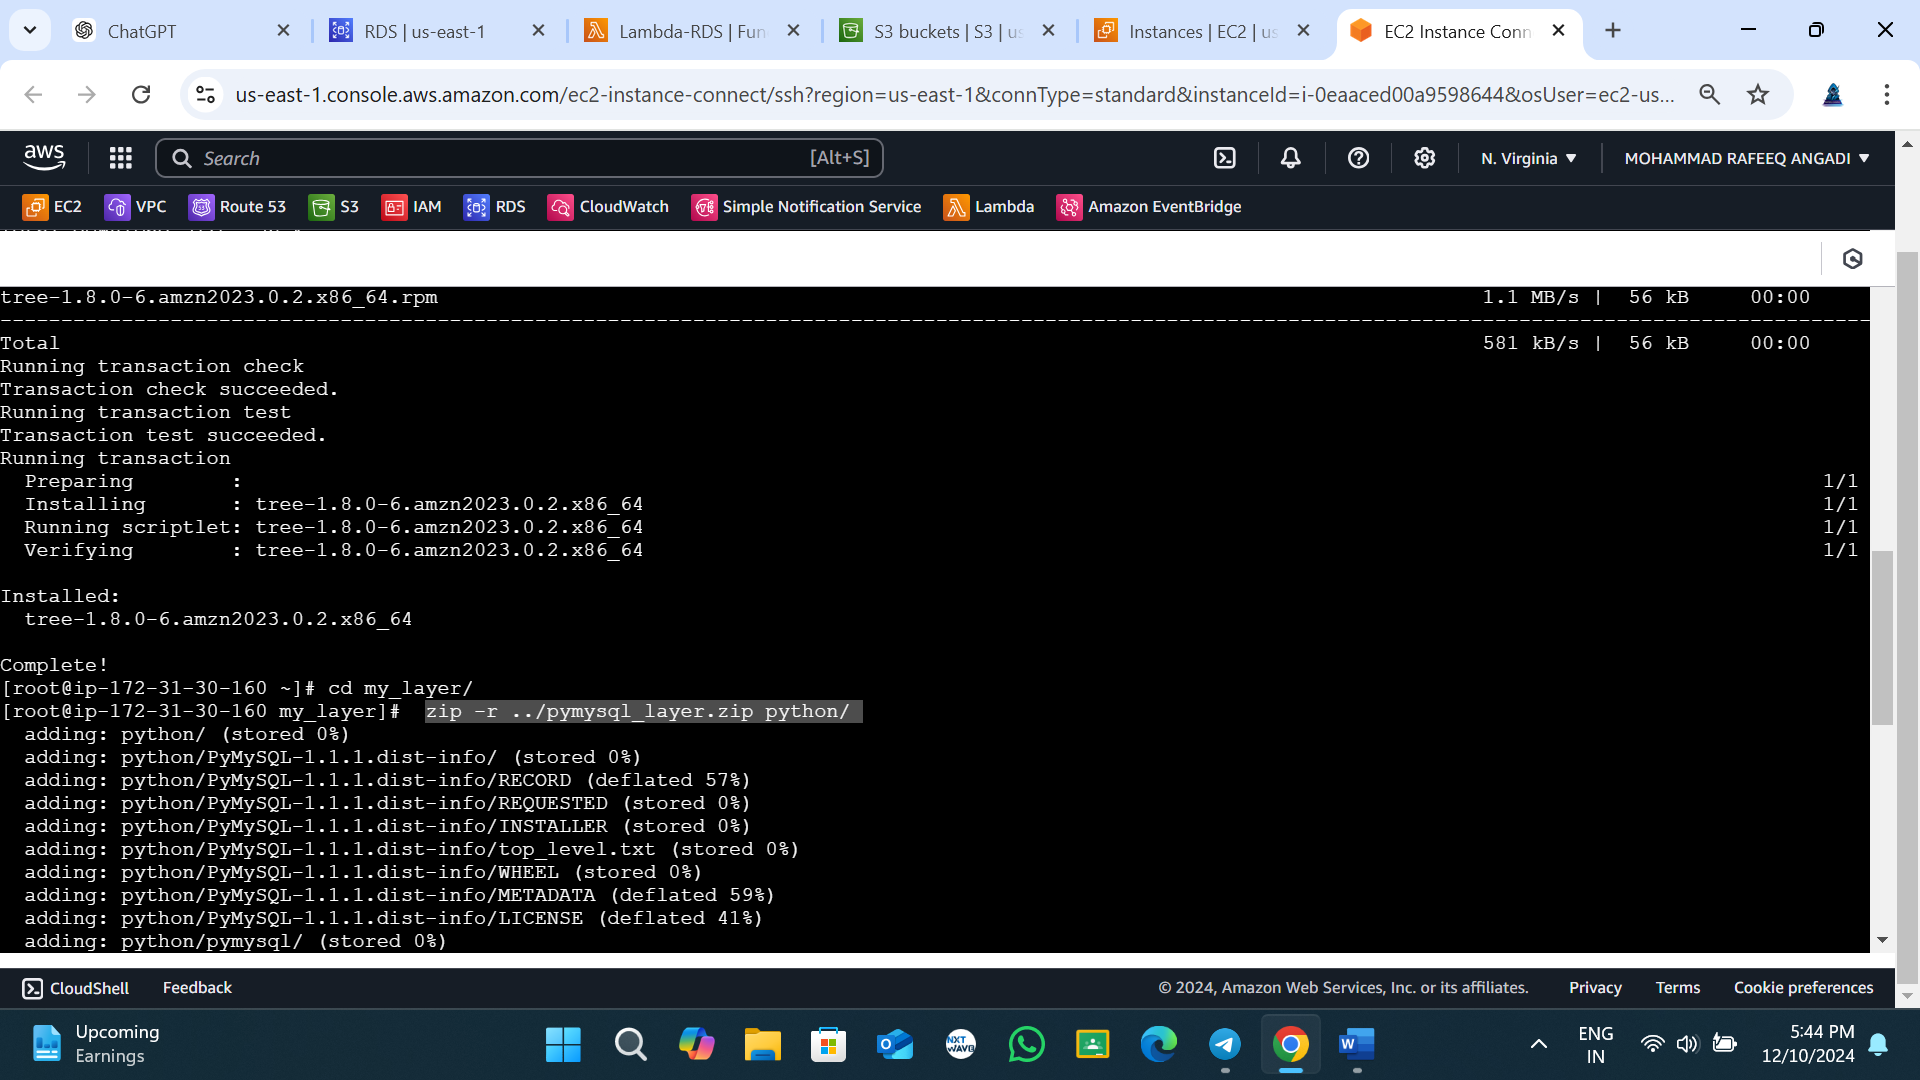 ChatGPT
RDS | us-east-1
Lambda-RDS | Fun
S3 buckets | S3 | us
Instances | EC2 | us
EC2 Instance Conn
us-east-1.console.aws.amazon.com/ec2-instance-connect/ssh?region=us-east-1&connType=standard&instanceId=i-0eaaced00a9598644&osUser=ec2-us...
aws
Search
[Alt+S]
N. Virginia
MOHAMMAD RAFEEQ ANGADI
EC2
VPC
Route 53
S3
IAM
RDS
CloudWatch
Simple Notification Service
Lambda
Amazon EventBridge
tree-1.8.0-6.amzn2023.0.2.x86_64.rpm 1.1 MB/s | 56 kB 00:00
--------------------------------------------------------------------------------
Total 581 kB/s | 56 kB 00:00
Running transaction check
Transaction check succeeded.
Running transaction test
Transaction test succeeded.
Running transaction
Preparing : 1/1
Installing : tree-1.8.0-6.amzn2023.0.2.x86_64 1/1
Running scriptlet: tree-1.8.0-6.amzn2023.0.2.x86_64 1/1
Verifying : tree-1.8.0-6.amzn2023.0.2.x86_64 1/1
Installed:
tree-1.8.0-6.amzn2023.0.2.x86_64
Complete!
[root@ip-172-31-30-160 ~]# cd my_layer/
[root@ip-172-31-30-160 my_layer]# zip -r ../pymysql_layer.zip python/
adding: python/ (stored 0%)
adding: python/PyMySQL-1.1.1.dist-info/ (stored 0%)
adding: python/PyMySQL-1.1.1.dist-info/RECORD (deflated 57%)
adding: python/PyMySQL-1.1.1.dist-info/REQUESTED (stored 0%)
adding: python/PyMySQL-1.1.1.dist-info/INSTALLER (stored 0%)
adding: python/PyMySQL-1.1.1.dist-info/top_level.txt (stored 0%)
adding: python/PyMySQL-1.1.1.dist-info/WHEEL (stored 0%)
adding: python/PyMySQL-1.1.1.dist-info/METADATA (deflated 59%)
adding: python/PyMySQL-1.1.1.dist-info/LICENSE (deflated 41%)
adding: python/pymysql/ (stored 0%)
CloudShell
Feedback
© 2024, Amazon Web Services, Inc. or its affiliates.
Privacy
Terms
Cookie preferences
Upcoming
Earnings
NXT
WAVE
ENG
IN
5:44 PM
12/10/2024